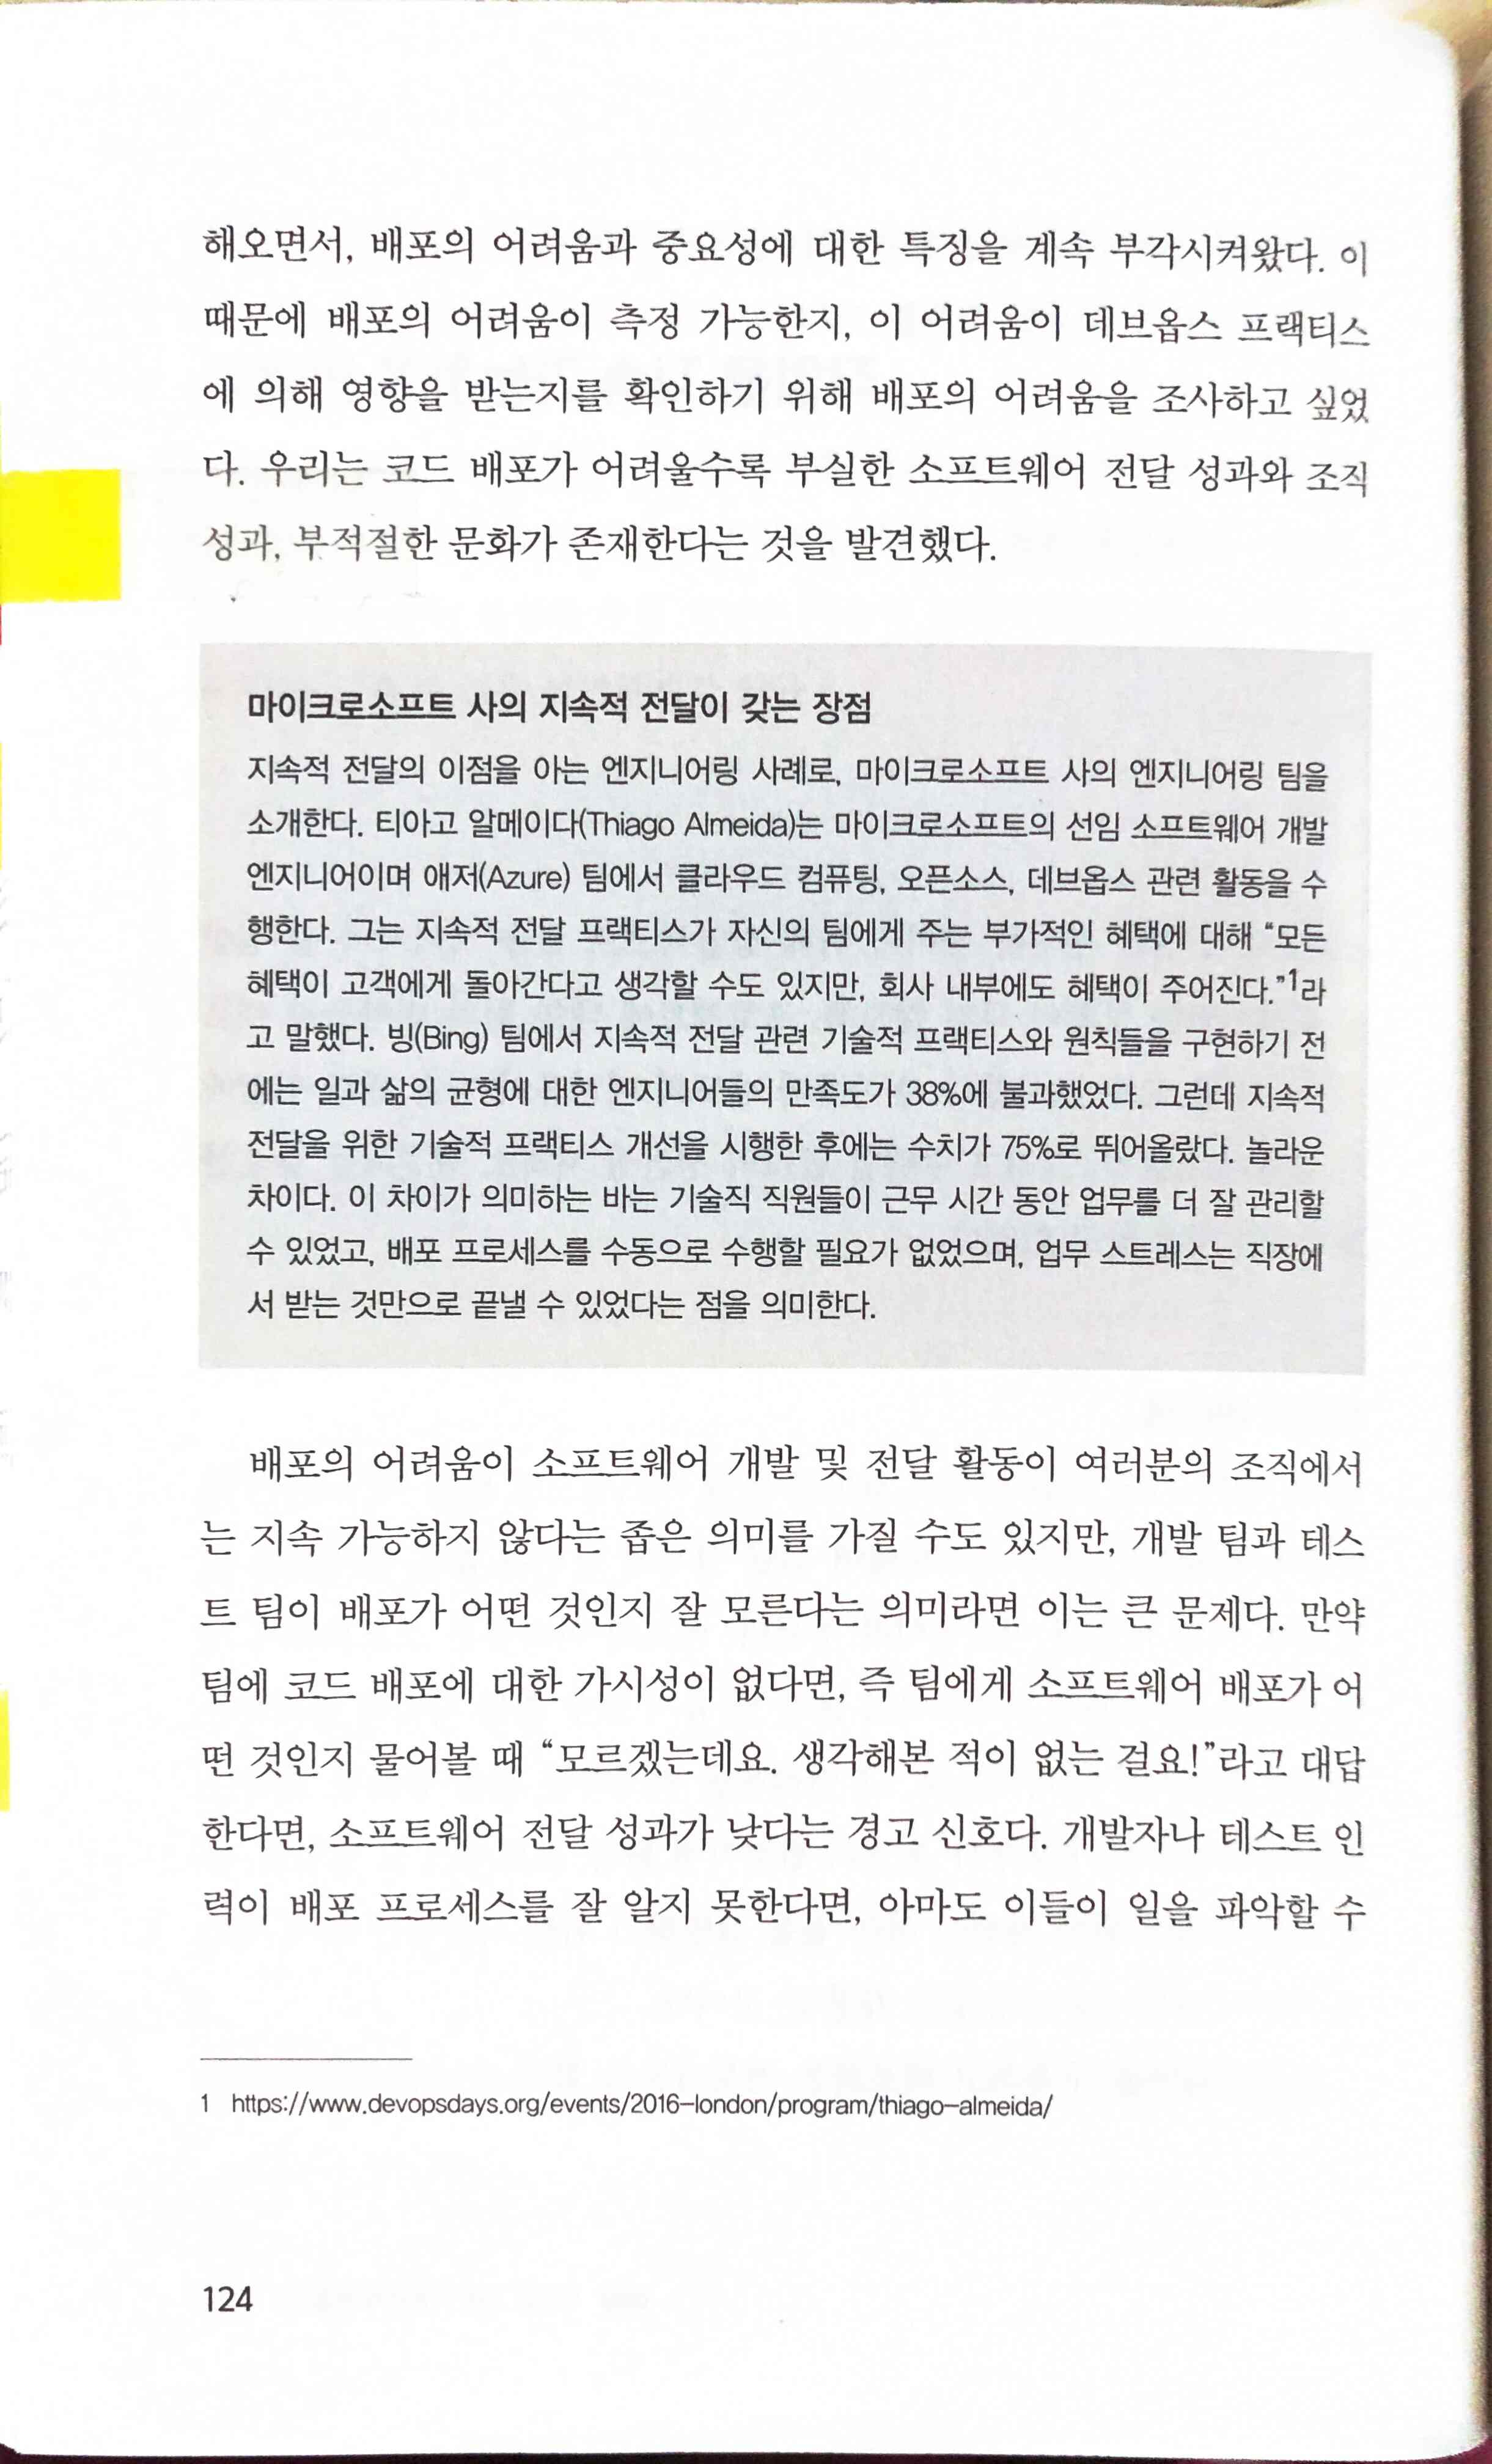 해오면서, 배포의 어려움과 중요성에 대한 특징을 계속 부각시켜왔다. 이
때문에 배포의 어려움이 측정 가능한지, 이 어려움이 데브옵스 프랙티스
에 의해 영향을 받는지를 확인하기 위해 배포의 어려움을 조사하고 싶었
다. 우리는 코드 배포가 어려울수록 부실한 소프트웨어 전달 성과와 조직
성과, 부적절한 문화가 존재한다는 것을 발견했다.
마이크로소프트 사의 지속적 전달이 갖는 장점
지속적 전달의 이점을 아는 엔지니어링 사례로, 마이크로소프트 사의 엔지니어링 팀을
소개한다. 티아고 알메이다(Thiago Almeida)는 마이크로소프트의 선임 소프트웨어 개발
엔지니어이며 애저(Azure) 팀에서 클라우드 컴퓨팅, 오픈소스, 데브옵스 관련 활동을 수
행한다. 그는 지속적 전달 프랙티스가 자신의 팀에게 주는 부가적인 혜택에 대해 “모든
혜택이 고객에게 돌아간다고 생각할 수도 있지만, 회사 내부에도 혜택이 주어진다.”1라
고 말했다. 빙(Bing) 팀에서 지속적 전달 관련 기술적 프랙티스와 원칙들을 구현하기 전
에는 일과 삶의 균형에 대한 엔지니어들의 만족도가 38%에 불과했었다. 그런데 지속적
전달을 위한 기술적 프랙티스 개선을 시행한 후에는 수치가 75%로 뛰어올랐다. 놀라운
차이다. 이 차이가 의미하는 바는 기술직 직원들이 근무 시간 동안 업무를 더 잘 관리할
수 있었고, 배포 프로세스를 수동으로 수행할 필요가 없었으며, 업무 스트레스는 직장에
서 받는 것만으로 끝낼 수 있었다는 점을 의미한다.
배포의 어려움이 소프트웨어 개발 및 전달 활동이 여러분의 조직에서
는 지속 가능하지 않다는 좁은 의미를 가질 수도 있지만, 개발 팀과 테스
트 팀이 배포가 어떤 것인지 잘 모른다는 의미라면 이는 큰 문제다. 만약
팀에 코드 배포에 대한 가시성이 없다면, 즉 팀에게 소프트웨어 배포가 어
떤 것인지 물어볼 때 “모르겠는데요. 생각해본 적이 없는 걸요!”라고 대답
한다면, 소프트웨어 전달 성과가 낮다는 경고 신호다. 개발자나 테스트 인
력이 배포 프로세스를 잘 알지 못한다면, 아마도 이들이 일을 파악할 수
1 https://www.devopsdays.org/events/2016-london/program/thiago-almeida/
124